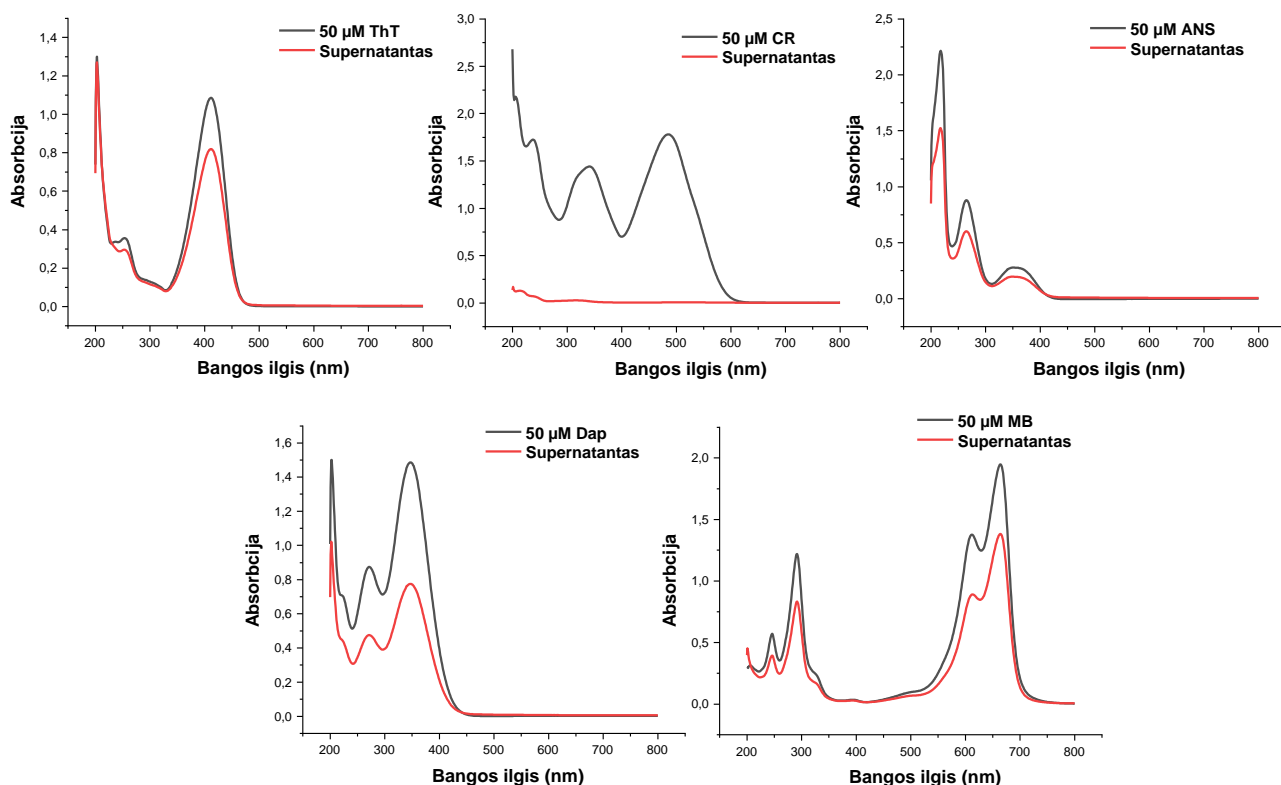 50 µM ThT
Supernatantas
Absorbcija
1,4
1,2
1,0
0,8
0,6
0,4
0,2
0,0
200 300 400 500 600 700 800
Bangos ilgis (nm)
50 µM CR
Supernatantas
Absorbcija
3,0
2,5
2,0
1,5
1,0
0,5
0,0
200 300 400 500 600 700 800
Bangos ilgis (nm)
50 µM ANS
Supernatantas
Absorbcija
2,5
2,0
1,5
1,0
0,5
0,0
200 300 400 500 600 700 800
Bangos ilgis (nm)
50 µM Dap
Supernatantas
Absorbcija
1,6
1,4
1,2
1,0
0,8
0,6
0,4
0,2
0,0
200 300 400 500 600 700 800
Bangos ilgis (nm)
50 µM MB
Supernatantas
Absorbcija
2,0
1,5
1,0
0,5
0,0
200 300 400 500 600 700 800
Bangos ilgis (nm)